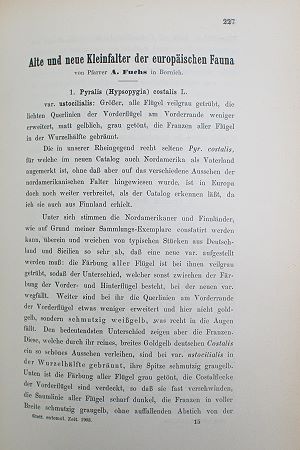 227
Alte und neue Kleinfalter der europäischen Fauna
von Pfarrer A. Fuchs in Bornich.
1. Pyralis (Hypsopygia) costalis L.
var. ustocilialis: Größer, alle Flügel veilgrau getrübt, die
lichten Querlinien der Vorderflügel am Vorderrande weniger
erweitert, matt gelblich, grau getönt, die Franzen aller Flügel
in der Wurzelhälfte gebräunt.
Die in unserer Rheingegend recht seltene Pyr. costalis,
für welche im neuen Catalog auch Nordamerika als Vaterland
augemerkt ist, ohne daß aber auf das verschiedene Aussehen der
nordamerikanischen Falter hingewiesen wurde, ist in Europa
doch noch weiter verbreitet, als der Catalog erkennen läßt, da
ich sie auch aus Finnland erhielt.
Unter sich stimmen die Nordamerikaner und Finnländer,
wie auf Grund meiner Sammlungs-Exemplare constatirt werden
kann, überein und weichen von typischen Stücken aus Deutsch-
land und Sicilien so sehr ab, daß eine neue var. aufgestellt
werden muß: die Färbung aller Flügel ist bei ihnen veilgrau
getrübt, sodaß der Unterschied, welcher sonst zwischen der Fär-
bung der Vorder- und Hinterflügel besteht, bei der neuen var.
wegfällt. Weiter sind bei ihr die Querlinien am Vorderrande
der Vorderflügel etwas weniger erweitert und hier nicht gold-
gelb, sondern schmutzig weißgelb, was recht in die Augen
fällt. Den bedeutendsten Unterschied zeigen aber die Franzen.
Diese, welche durch ihr reines, breites Goldgelb deutschen Costalis
ein so schönes Aussehen verleihen, sind bei var. ustocilialis in
der Wurzelhälfte gebräunt, ihre Spitze schmutzig graugelb.
Unten ist die Färbung aller Flügel grau getönt, die Costalflecke
der Vorderflügel sind verdeckt, so daß sie fast verschwinden,
die Saumlinie aller Flügel scharf dunkel, die Franzen in voller
Breite schmutzig graugelb, ohne auffallenden Abstich von der
Stett. entomol. Zeit. 1903.
15